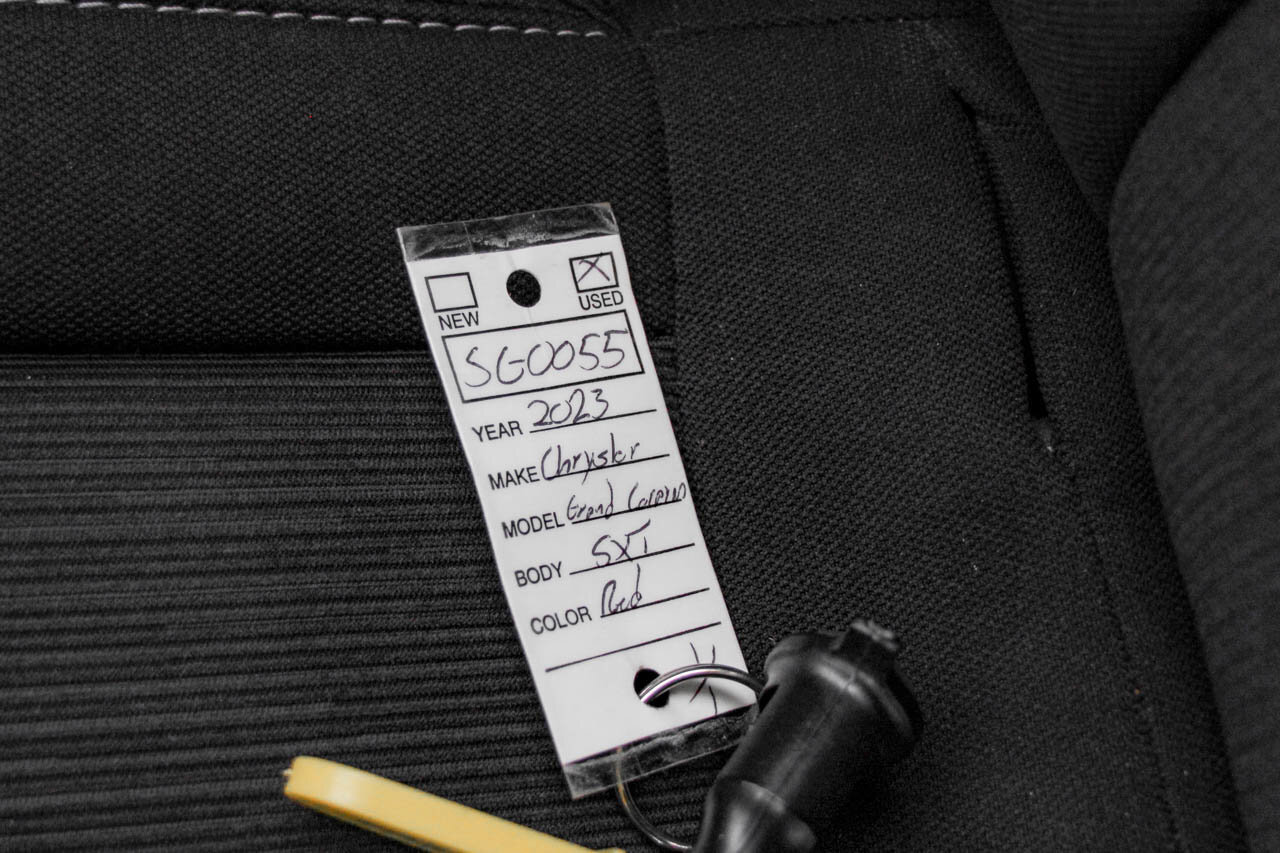 NEW USED
SG0055
YEAR 2023
MAKE Chrysler
MODEL Grand Caravan
BODY SXT
COLOR Red
X